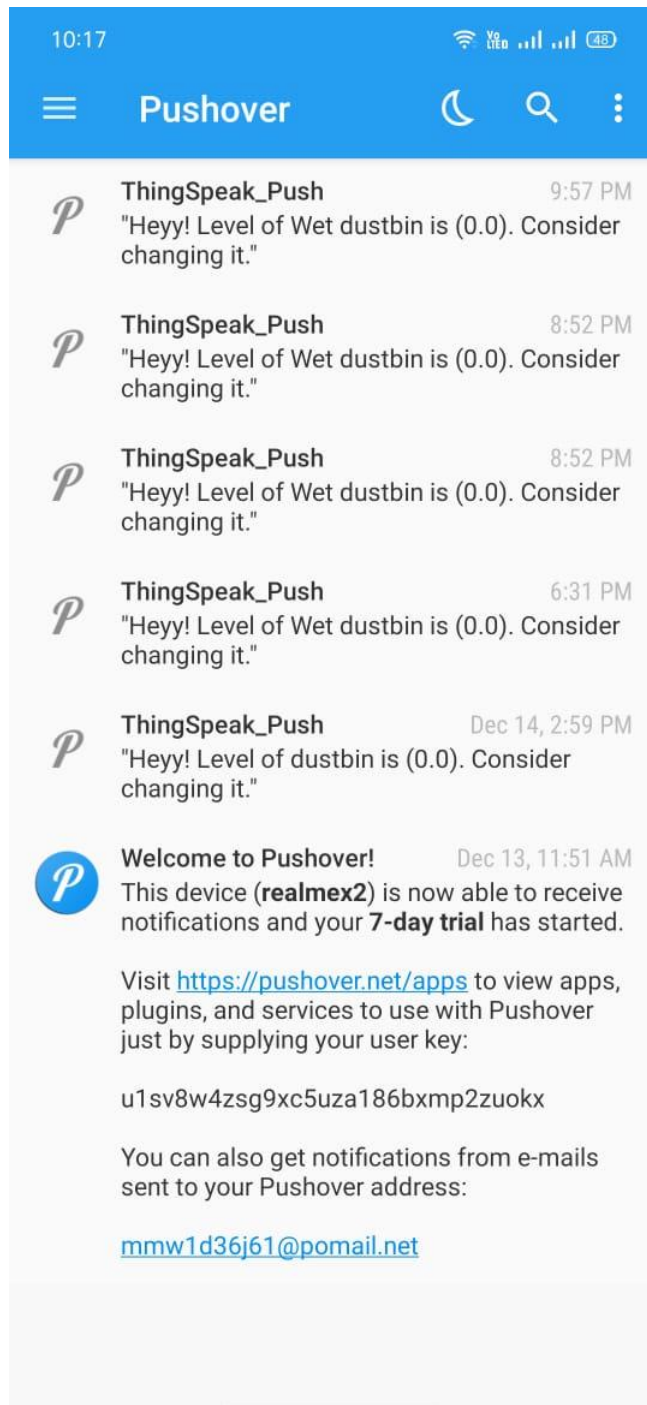 10:17
Vo LTED 48
Pushover
ThingSpeak_Push 9:57 PM
"Heyy! Level of Wet dustbin is (0.0). Consider
changing it."
ThingSpeak_Push 8:52 PM
"Heyy! Level of Wet dustbin is (0.0). Consider
changing it."
ThingSpeak_Push 8:52 PM
"Heyy! Level of Wet dustbin is (0.0). Consider
changing it."
ThingSpeak_Push 6:31 PM
"Heyy! Level of Wet dustbin is (0.0). Consider
changing it."
ThingSpeak_Push Dec 14, 2:59 PM
"Heyy! Level of dustbin is (0.0). Consider
changing it."
Welcome to Pushover! Dec 13, 11:51 AM
This device (realmex2) is now able to receive
notifications and your 7-day trial has started.
Visit https://pushover.net/apps to view apps,
plugins, and services to use with Pushover
just by supplying your user key:
u1sv8w4zsg9xc5uza186bxmp2zuokx
You can also get notifications from e-mails
sent to your Pushover address:
mmw1d36j61@pomail.net